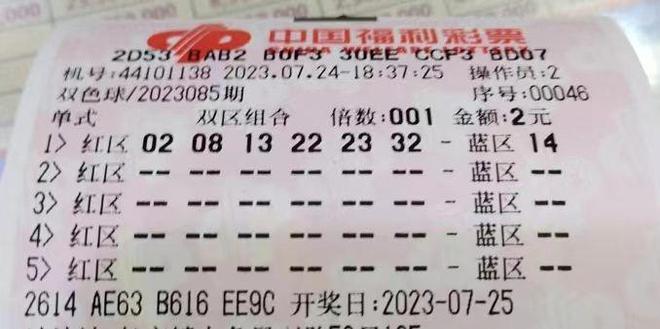 中国福利彩票
CHINA WELFARE LOTTERY
2D53 BAB2 B0F3 30EE CCF3 8D07
机号:44101138 2023.07.24-18:37:25 操作员:2
双色球/2023085期 序号:00046
单式 双区组合 倍数:001 金额:2元
1> 红区 02 08 13 22 23 32 - 蓝区 14
2> 红区 -- -- -- -- -- -- - 蓝区 --
3> 红区 -- -- -- -- -- -- - 蓝区 --
4> 红区 -- -- -- -- -- -- - 蓝区 --
5> 红区 -- -- -- -- -- -- - 蓝区 --
2614 AE63 B616 EE9C 开奖日:2023-07-25